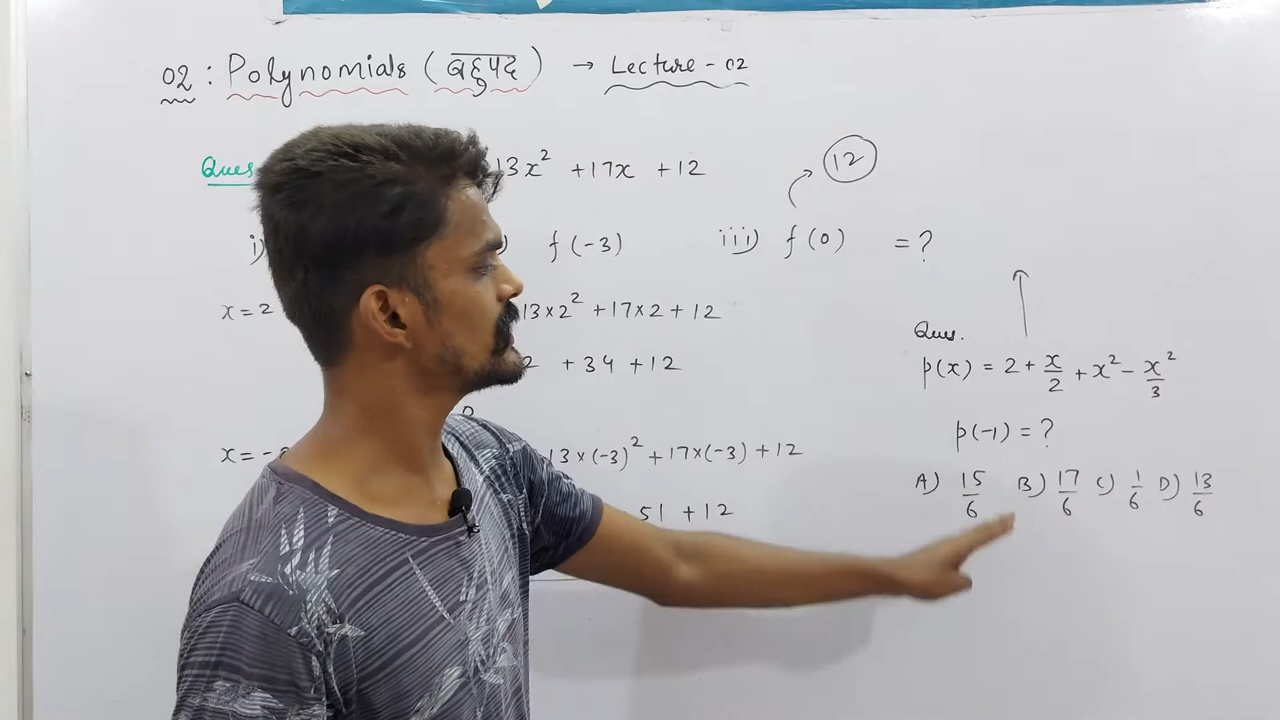 02 : Polynomials (बहुपद) → Lecture - 02
Ques
13x² + 17x + 12
12
i)
f(-3)
iii) f(0) = ?
x = 2
13×2² + 17×2 + 12
+ 34 + 12
x = -
13×(-3)² + 17×(-3) + 12
51 + 12
Ques.
p(x) = 2 + x/2 + x² - x²/3
p(-1) = ?
A) 15/6 B) 17/6 C) 1/6 D) 13/6